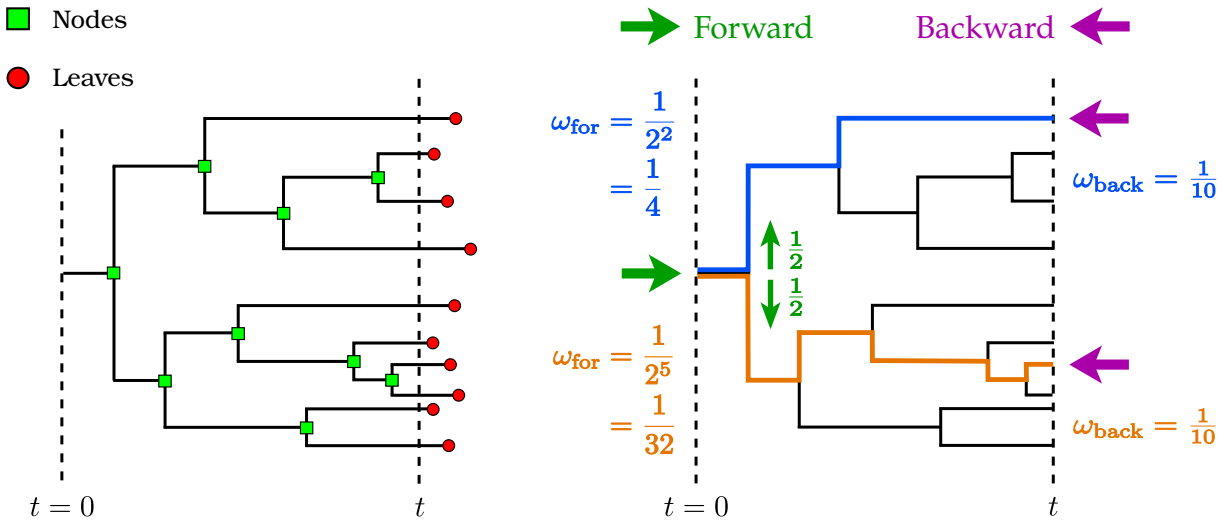 Nodes
Leaves
t = 0
t
Forward
Backward
ω_for = 1/2^2
= 1/4
1/2
1/2
ω_for = 1/2^5
= 1/32
ω_back = 1/10
ω_back = 1/10
t = 0
t